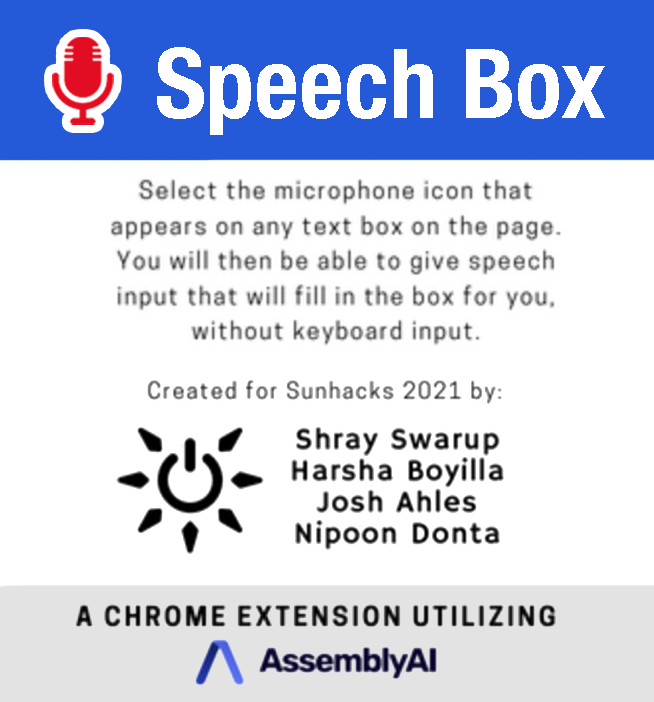 Speech Box
Select the microphone icon that
appears on any text box on the page.
You will then be able to give speech
input that will fill in the box for you,
without keyboard input.
Created for Sunhacks 2021 by:
Shray Swarup
Harsha Boyilla
Josh Ahles
Nipoon Donta
A CHROME EXTENSION UTILIZING
AssemblyAI